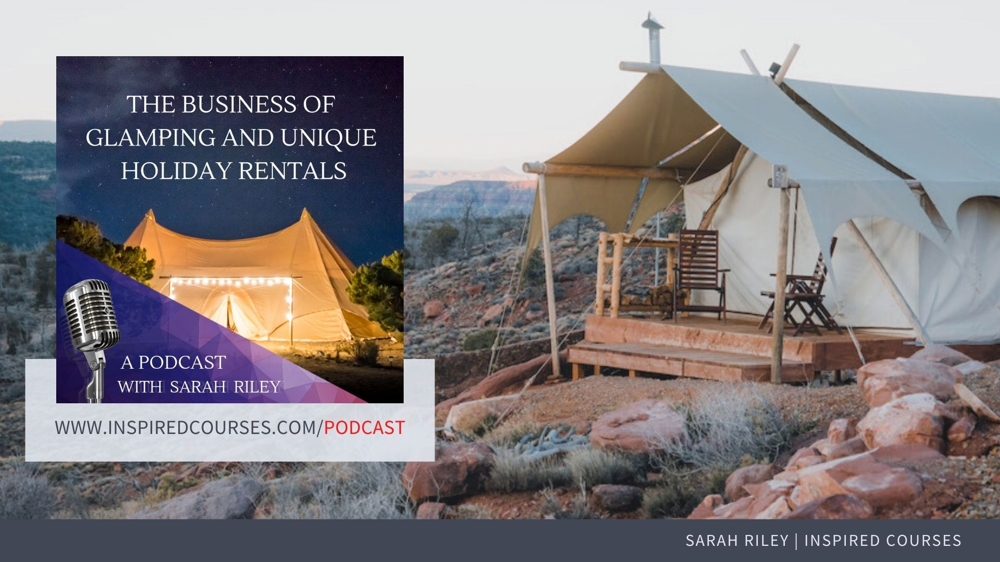 THE BUSINESS OF
GLAMPING AND UNIQUE
HOLIDAY RENTALS
A PODCAST
WITH SARAH RILEY
WWW.INSPIREDCOURSES.COM/PODCAST
SARAH RILEY | INSPIRED COURSES